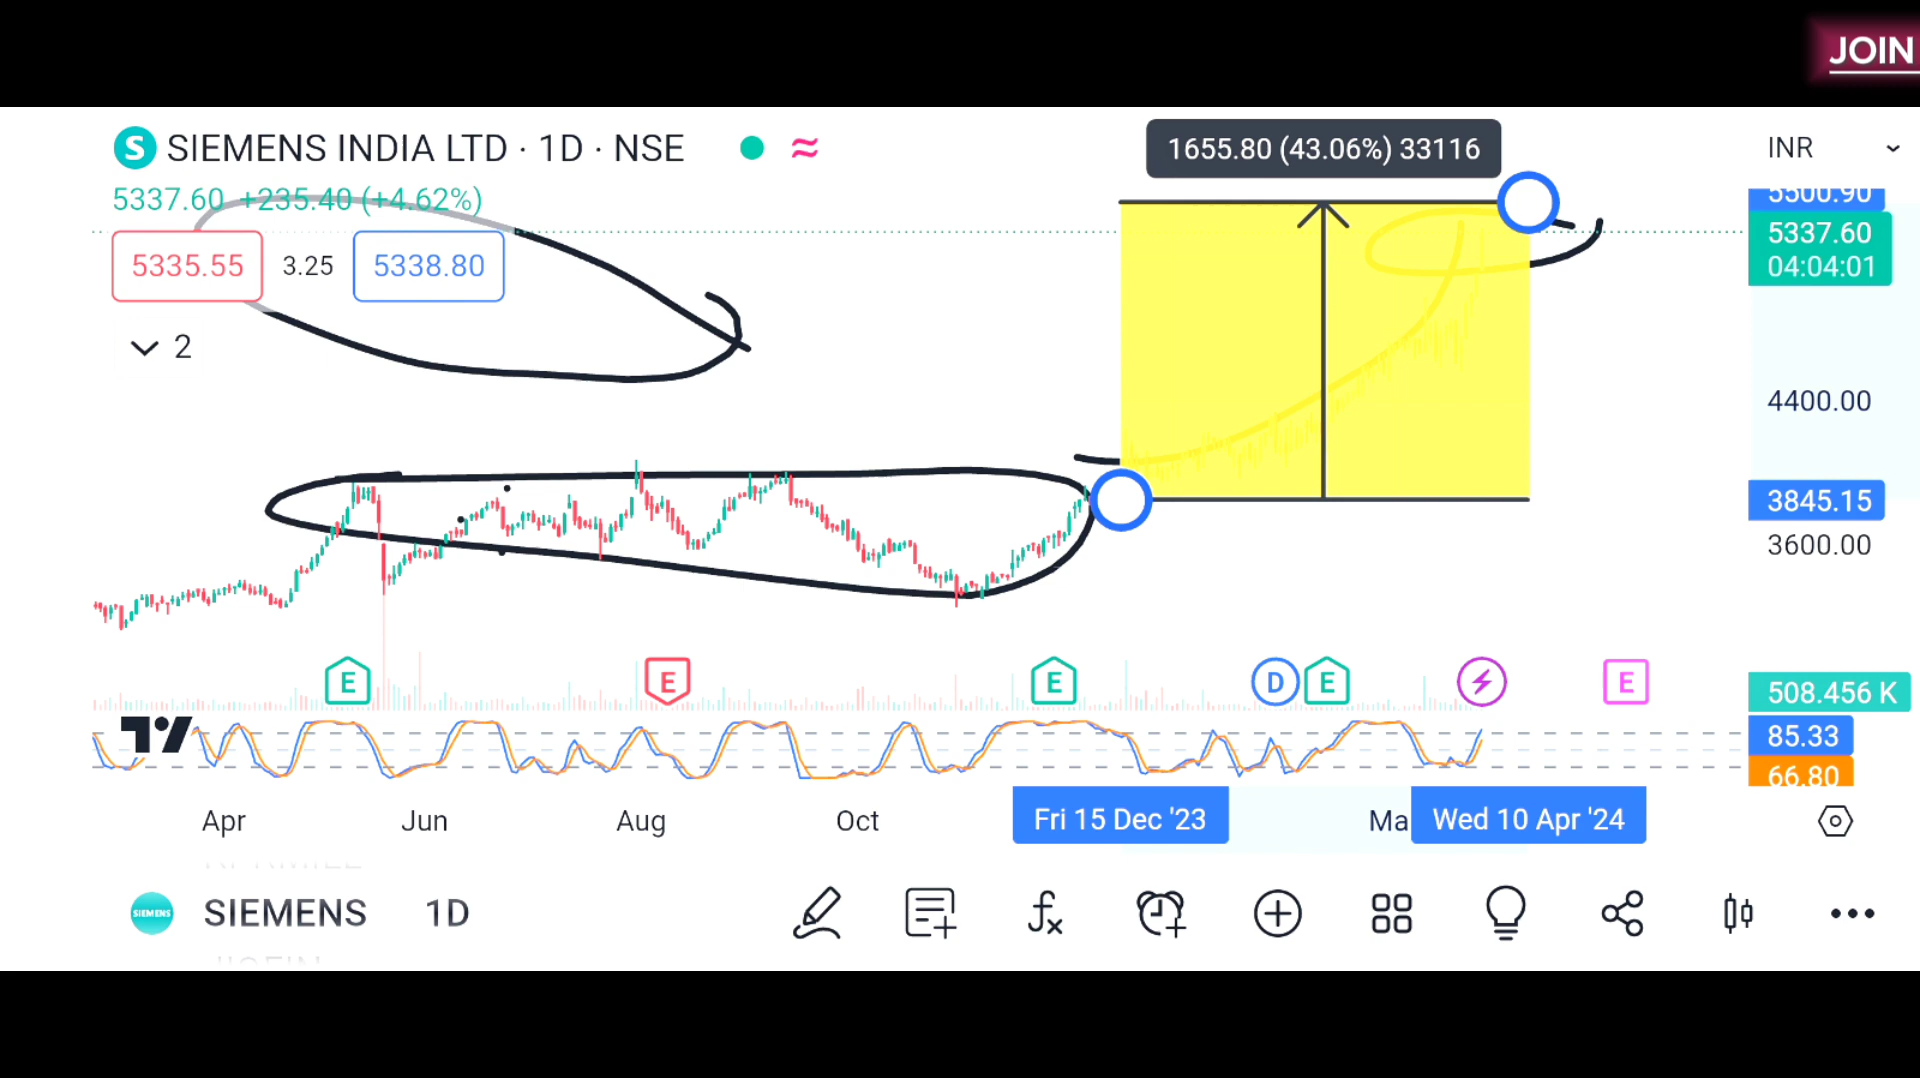 JOIN
S SIEMENS INDIA LTD · 1D · NSE
1655.80 (43.06%) 33116
INR
5337.60 +235.40 (+4.62%)
5500.90
5337.60
04:04:01
5335.55 3.25 5338.80
2
4400.00
3845.15
3600.00
E E E D E E
508.456 K
85.33
66.80
Apr Jun Aug Oct Fri 15 Dec '23 Ma Wed 10 Apr '24
SIEMENS SIEMENS 1D